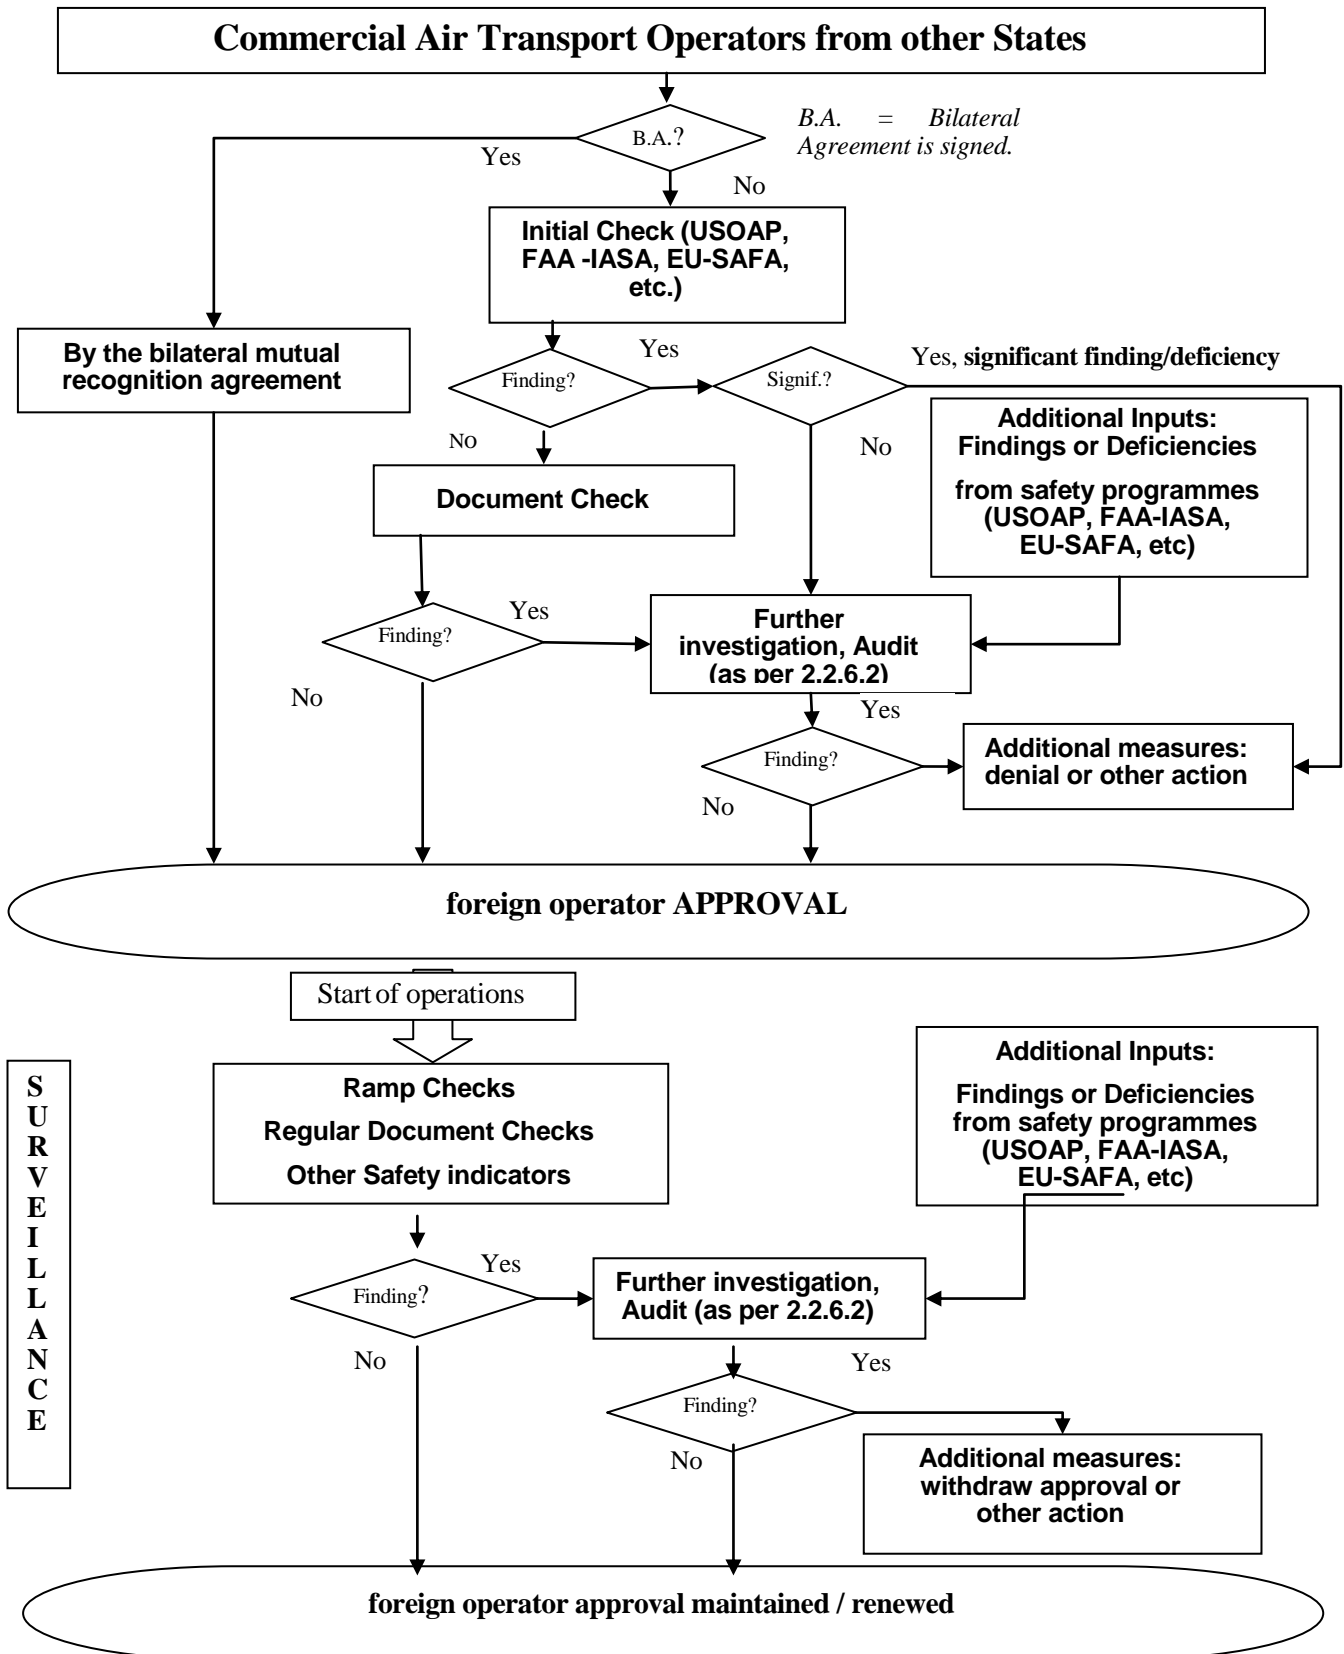 Commercial Air Transport Operators from other States
B.A.?
B.A. = Bilateral
Agreement is signed.
Yes
No
Initial Check (USOAP,
FAA -IASA, EU-SAFA,
etc.)
By the bilateral mutual
recognition agreement
Finding?
Yes
Signif.?
Yes, significant finding/deficiency
No
No
Additional Inputs:
Findings or Deficiencies
from safety programmes
(USOAP, FAA-IASA,
EU-SAFA, etc)
Document Check
Finding?
Yes
Further
investigation, Audit
(as per 2.2.6.2)
No
Yes
Finding?
Additional measures:
denial or other action
No
foreign operator APPROVAL
Start of operations
S
U
R
V
E
I
L
L
A
N
C
E
Ramp Checks
Regular Document Checks
Other Safety indicators
Additional Inputs:
Findings or Deficiencies
from safety programmes
(USOAP, FAA-IASA,
EU-SAFA, etc)
Finding?
Yes
Further investigation,
Audit (as per 2.2.6.2)
No
Yes
Finding?
No
Additional measures:
withdraw approval or
other action
foreign operator approval maintained / renewed